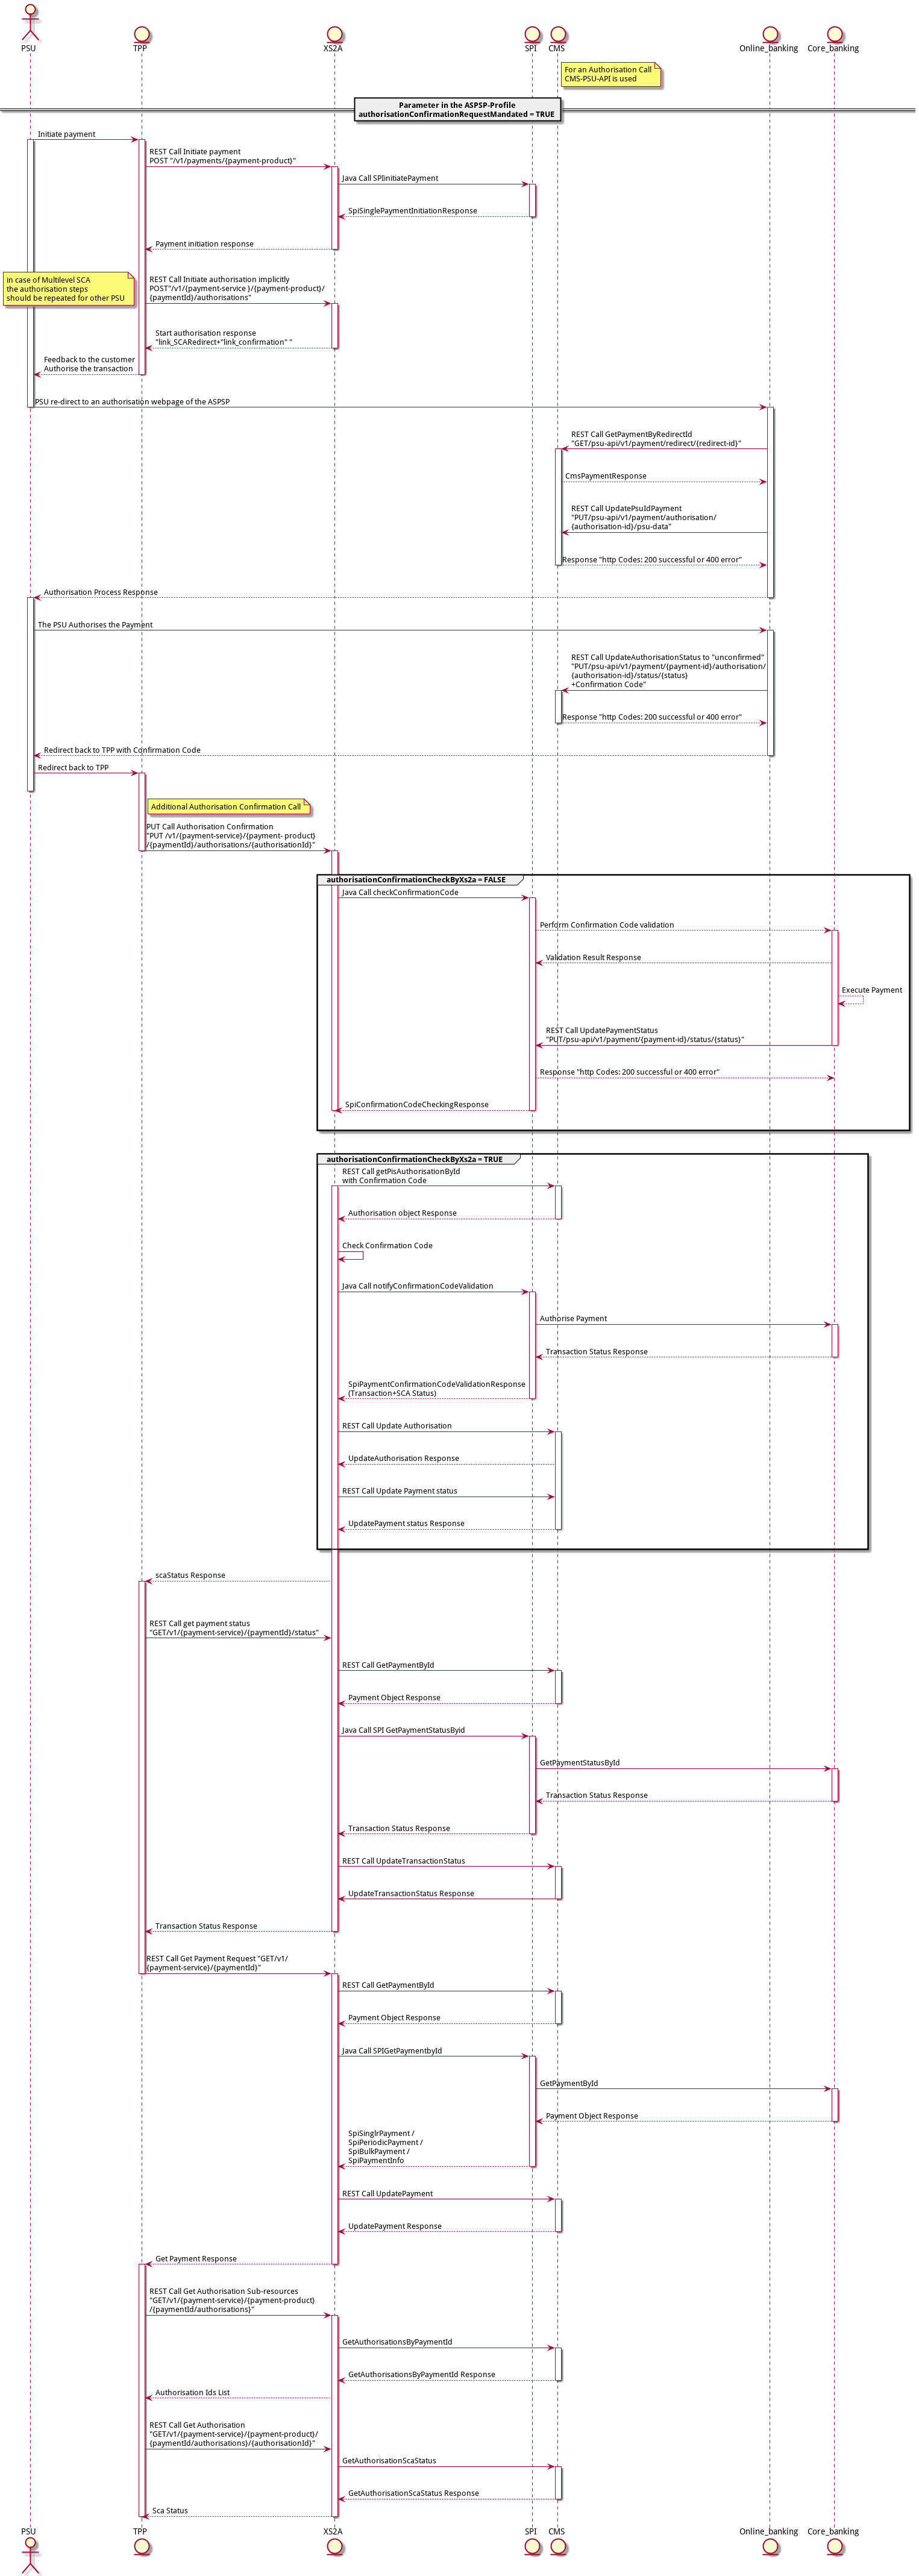 PSU
TPP
XS2A
SPI
CMS
Online_banking
Core_banking
For an Authorisation Call
CMS-PSU-API is used
Parameter in the ASPSP-Profile
authorisationConfirmationRequestMandated = TRUE
Initiate payment
REST Call Initiate payment
POST "/v1/payments/{payment-product}"
Java Call SPIinitiatePayment
SpiSinglePaymentInitiationResponse
Payment initiation response
in case of Multilevel SCA
the authorisation steps
should be repeated for other PSU
REST Call Initiate authorisation implicitly
POST"/v1/{payment-service }/{payment-product}/
{paymentId}/authorisations"
Start authorisation response
"link_SCARedirect+"link_confirmation" "
Feedback to the customer
Authorise the transaction
PSU re-direct to an authorisation webpage of the ASPSP
REST Call GetPaymentByRedirectId
"GET/psu-api/v1/payment/redirect/{redirect-id}"
CmsPaymentResponse
REST Call UpdatePsuIdPayment
"PUT/psu-api/v1/payment/authorisation/
{authorisation-id}/psu-data"
Response "http Codes: 200 successful or 400 error"
Authorisation Process Response
The PSU Authorises the Payment
REST Call UpdateAuthorisationStatus to "unconfirmed"
"PUT/psu-api/v1/payment/{payment-id}/authorisation/
{authorisation-id}/status/{status}
+Confirmation Code"
Response "http Codes: 200 successful or 400 error"
Redirect back to TPP with Confirmation Code
Redirect back to TPP
Additional Authorisation Confirmation Call
PUT Call Authorisation Confirmation
"PUT /v1/{payment-service}/{payment- product}
/{paymentId}/authorisations/{authorisationId}"
authorisationConfirmationCheckByXs2a = FALSE
Java Call checkConfirmationCode
Perform Confirmation Code validation
Validation Result Response
Execute Payment
REST Call UpdatePaymentStatus
"PUT/psu-api/v1/payment/{payment-id}/status/{status}"
Response "http Codes: 200 successful or 400 error"
SpiConfirmationCodeCheckingResponse
authorisationConfirmationCheckByXs2a = TRUE
REST Call getPisAuthorisationById
with Confirmation Code
Authorisation object Response
Check Confirmation Code
Java Call notifyConfirmationCodeValidation
Authorise Payment
Transaction Status Response
SpiPaymentConfirmationCodeValidationResponse
(Transaction+SCA Status)
REST Call Update Authorisation
UpdateAuthorisation Response
REST Call Update Payment status
UpdatePayment status Response
scaStatus Response
REST Call get payment status
"GET/v1/{payment-service}/{paymentId}/status"
REST Call GetPaymentById
Payment Object Response
Java Call SPI GetPaymentStatusByid
GetPaymentStatusById
Transaction Status Response
Transaction Status Response
REST Call UpdateTransactionStatus
UpdateTransactionStatus Response
Transaction Status Response
REST Call Get Payment Request "GET/v1/
{payment-service}/{paymentId}"
REST Call GetPaymentById
Payment Object Response
Java Call SPIGetPaymentbyId
GetPaymentById
Payment Object Response
SpiSinglrPayment /
SpiPeriodicPayment /
SpiBulkPayment /
SpiPaymentInfo
REST Call UpdatePayment
UpdatePayment Response
Get Payment Response
REST Call Get Authorisation Sub-resources
"GET/v1/{payment-service}/{payment-product}
/{paymentId/authorisations}"
GetAuthorisationsByPaymentId
GetAuthorisationsByPaymentId Response
Authorisation Ids List
REST Call Get Authorisation
"GET/v1/{payment-service}/{payment-product}/
{paymentId/authorisations}/{authorisationId}"
GetAuthorisationScaStatus
GetAuthorisationScaStatus Response
Sca Status
PSU
TPP
XS2A
SPI
CMS
Online_banking
Core_banking